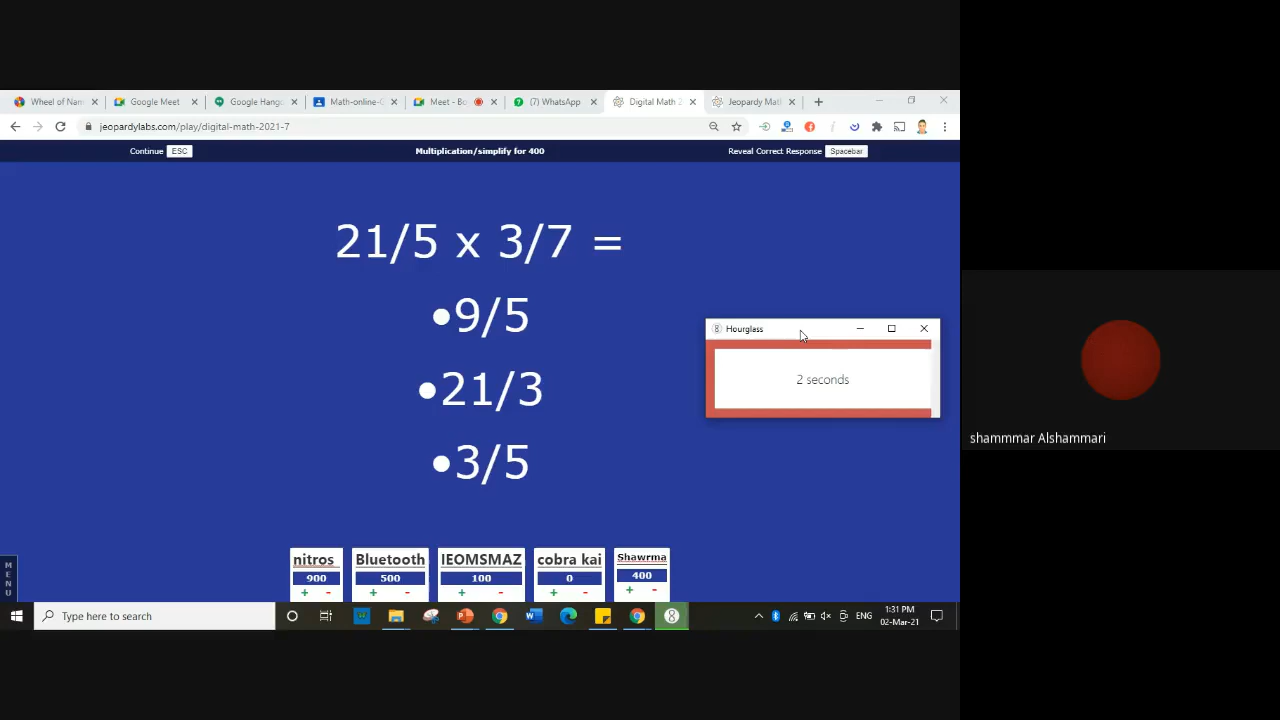 Wheel of Nam
Google Meet
Google Hango
Math-online-G
Meet - Bo
(7) WhatsApp
Digital Math 2
Jeopardy Mat
jeopardylabs.com/play/digital-math-2021-7
Continue ESC
Multiplication/simplify for 400
Reveal Correct Response Spacebar
21/5 x 3/7 =
•9/5
•21/3
•3/5
Hourglass
2 seconds
shammmar Alshammari
MENU
nitros Bluetooth IEOMSMAZ cobra kai Shawrma
900 500 100 0 400
+ - + - + - + - + -
Type here to search
ENG
1:31 PM
02-Mar-21